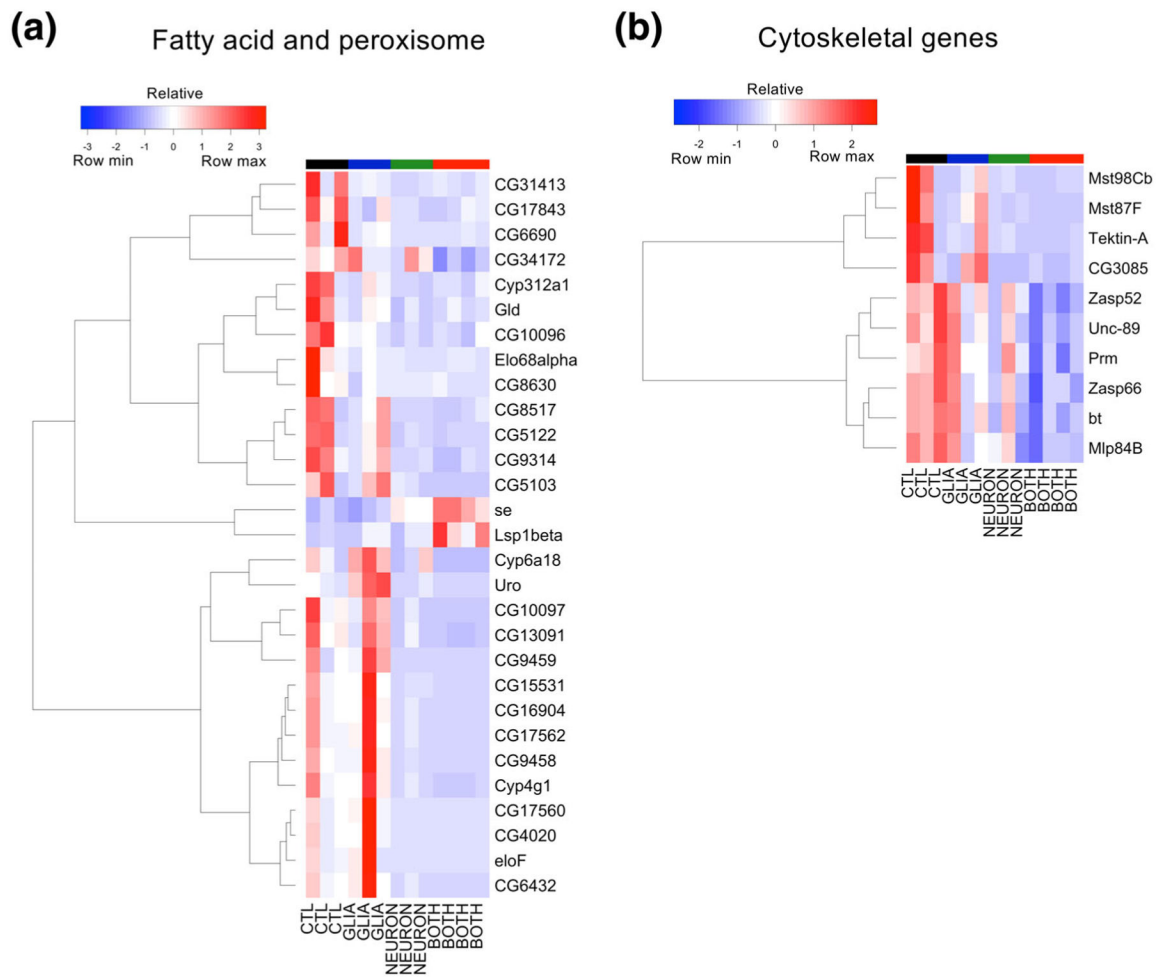 (a)
Fatty acid and peroxisome
Relative
-3 -2 -1 0 1 2 3
Row min Row max
CG31413
CG17843
CG6690
CG34172
Cyp312a1
Gld
CG10096
Elo68alpha
CG8630
CG8517
CG5122
CG9314
CG5103
se
Lsp1beta
Cyp6a18
Uro
CG10097
CG13091
CG9459
CG15531
CG16904
CG17562
CG9458
Cyp4g1
CG17560
CG4020
eloF
CG6432
CTL
CTL
CTL
GLIA
GLIA
GLIA
NEURON
NEURON
NEURON
BOTH
BOTH
BOTH
BOTH
(b)
Cytoskeletal genes
Relative
-2 -1 0 1 2
Row min Row max
Mst98Cb
Mst87F
Tektin-A
CG3085
Zasp52
Unc-89
Prm
Zasp66
bt
Mlp84B
CTL
CTL
CTL
GLIA
GLIA
GLIA
NEURON
NEURON
NEURON
BOTH
BOTH
BOTH
BOTH